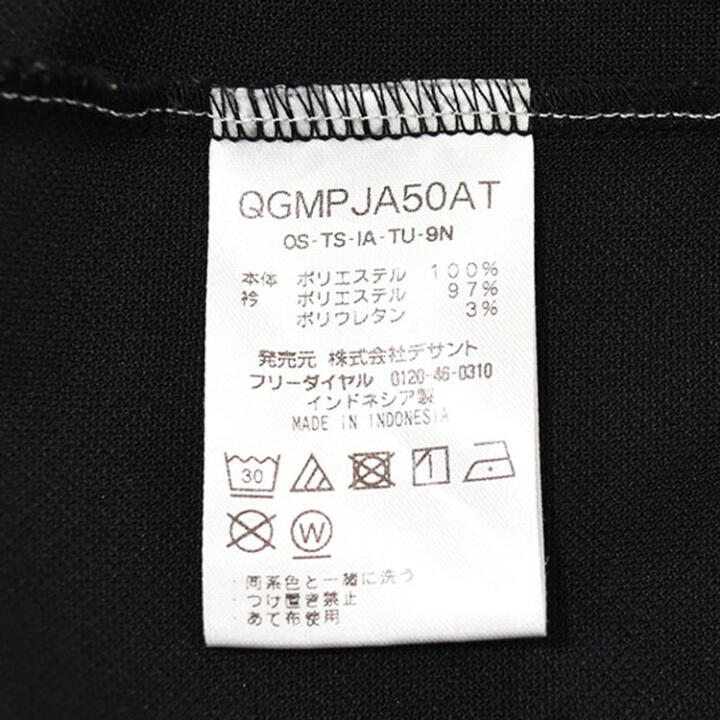 QGMPJA50AT
OS-TS-IA-TU-9N
本体 ポリエステル 100%
衿 ポリエステル 97%
ポリウレタン 3%
発売元 株式会社デサント
フリーダイヤル 0120-46-0310
インドネシア製
MADE IN INDONESIA
30
W
・同系色と一緒に洗う
・つけ置き禁止
・あて布使用